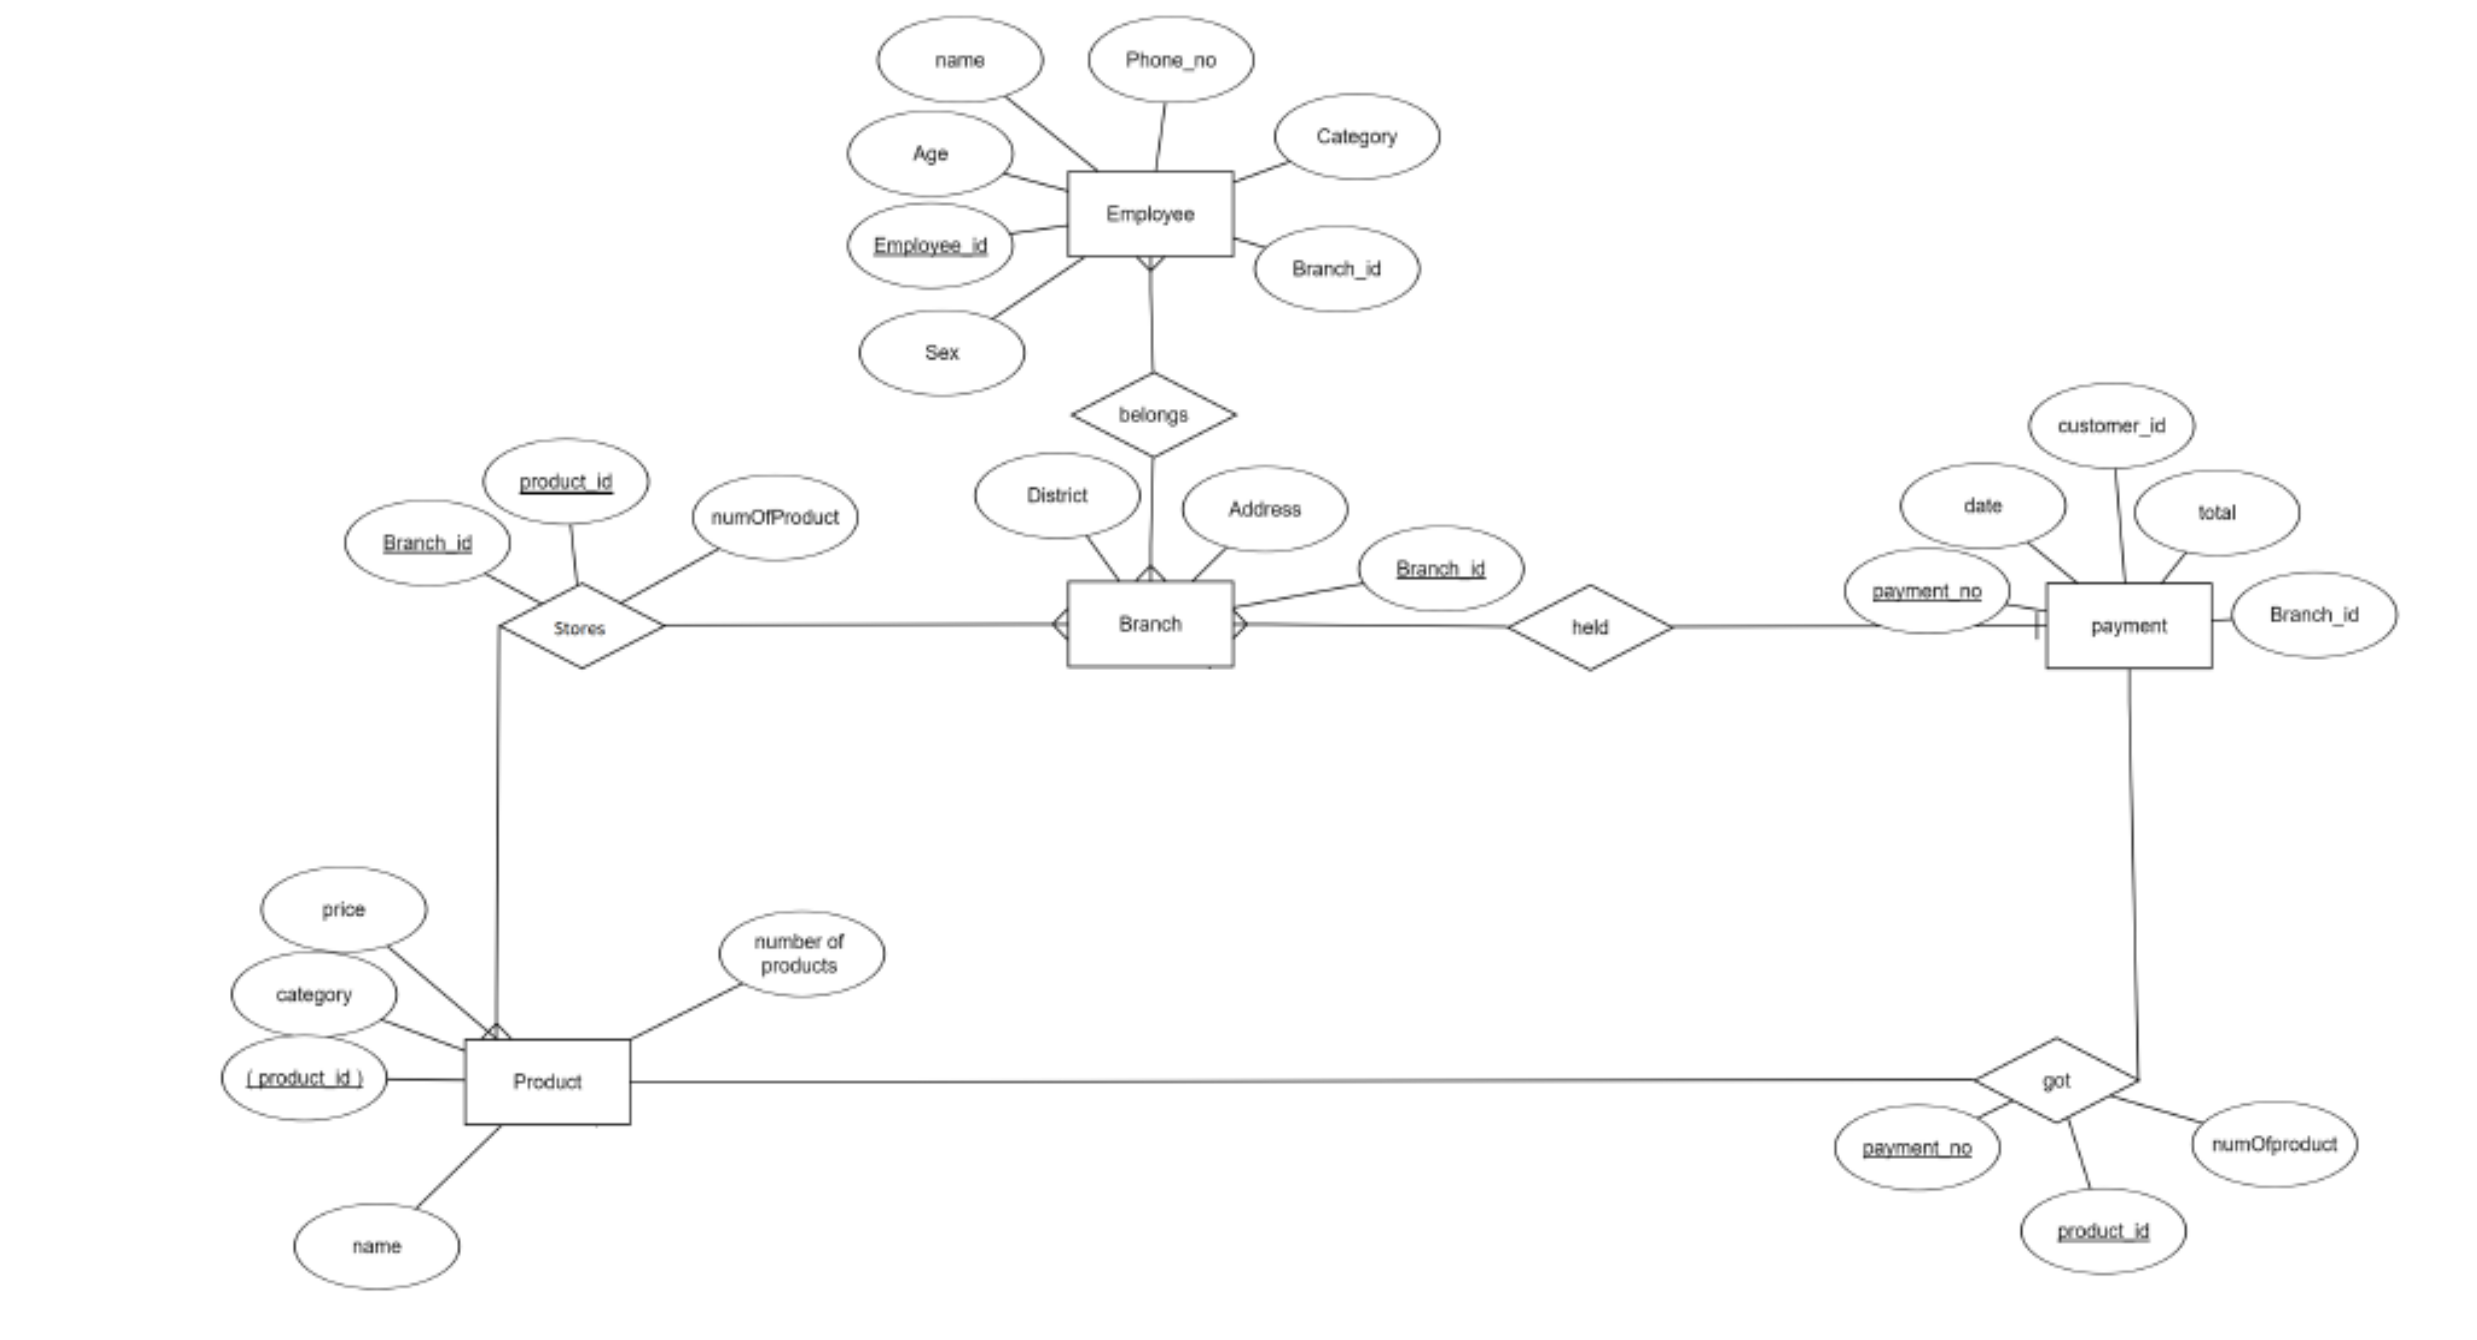 name
Phone_no
Category
Age
Employee
Employee_id
Branch_id
Sex
belongs
customer_id
product_id
District
Address
date
total
numOfProduct
Branch_id
Branch_id
payment_no
Branch_id
Stores
Branch
held
payment
price
number of
products
category
( product_id )
Product
got
payment_no
numOfproduct
product_id
name